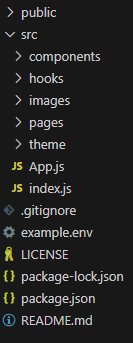 public
src
components
hooks
images
pages
theme
JS App.js
JS index.js
.gitignore
example.env
LICENSE
{} package-lock.json
{} package.json
README.md